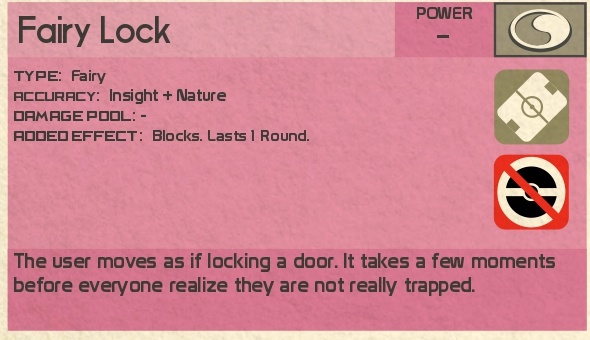 Fairy Lock
POWER
–
TYPE: Fairy
ACCURACY: Insight + Nature
DAMAGE POOL: -
ADDED EFFECT: Blocks. Lasts 1 Round.
The user moves as if locking a door. It takes a few moments
before everyone realize they are not really trapped.